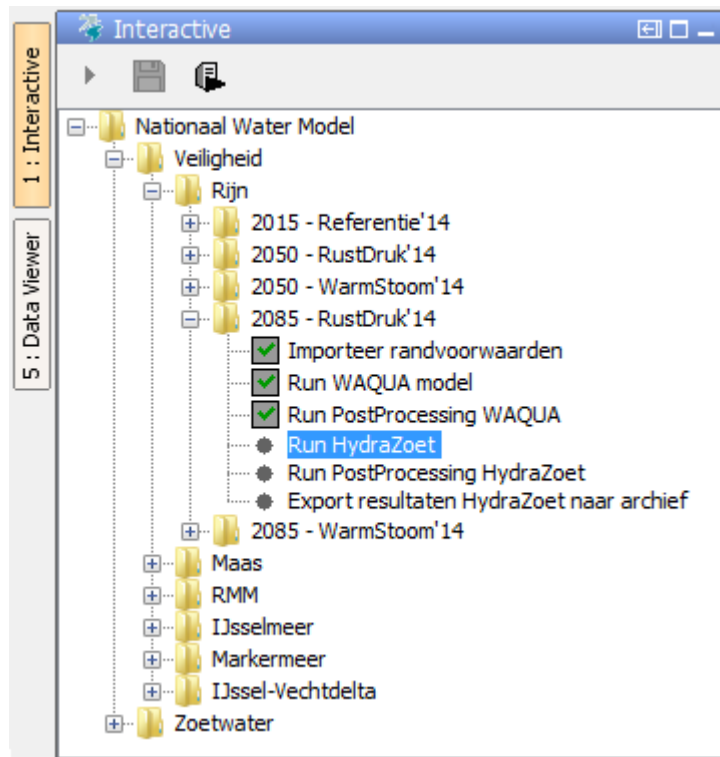 Interactive
1 : Interactive
5 : Data Viewer
Nationaal Water Model
Veiligheid
Rijn
2015 - Referentie'14
2050 - RustDruk'14
2050 - WarmStoom'14
2085 - RustDruk'14
Importeer randvoorwaarden
Run WAQUA model
Run PostProcessing WAQUA
Run HydraZoet
Run PostProcessing HydraZoet
Export resultaten HydraZoet naar archief
2085 - WarmStoom'14
Maas
RMM
IJsselmeer
Markermeer
IJssel-Vechtdelta
Zoetwater